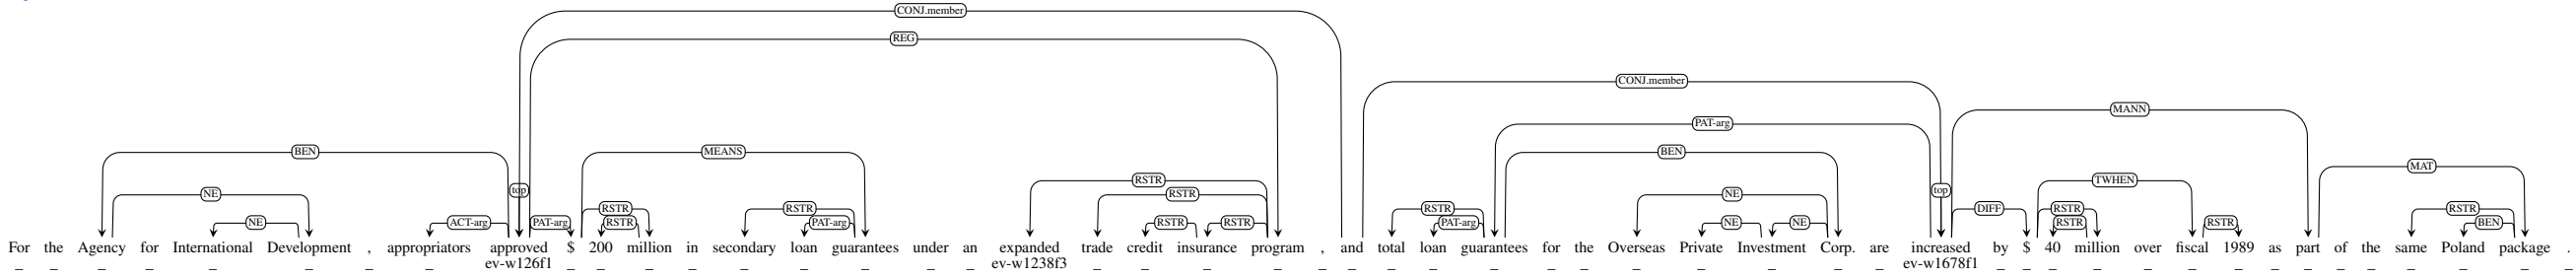 CONJ.member
REG
CONJ.member
MANN
PAT-arg
BEN MEANS BEN
MAT
RSTR TWHEN
top top
NE RSTR NE
RSTR RSTR DIFF RSTR RSTR RSTR
NE ACT-arg PAT-arg RSTR PAT-arg RSTR RSTR PAT-arg NE NE RSTR RSTR BEN
For the Agency for International Development , appropriators approved $ 200 million in secondary loan guarantees under an expanded trade credit insurance program , and total loan guarantees for the Overseas Private Investment Corp. are increased by $ 40 million over fiscal 1989 as part of the same Poland package .
_ _ _ _ _ _ _ _ ev-w126f1 _ _ _ _ _ _ _ _ _ ev-w1238f3 _ _ _ _ _ _ _ _ _ _ _ _ _ _ _ _ ev-w1678f1 _ _ _ _ _ _ _ _ _ _ _ _ _ _ _